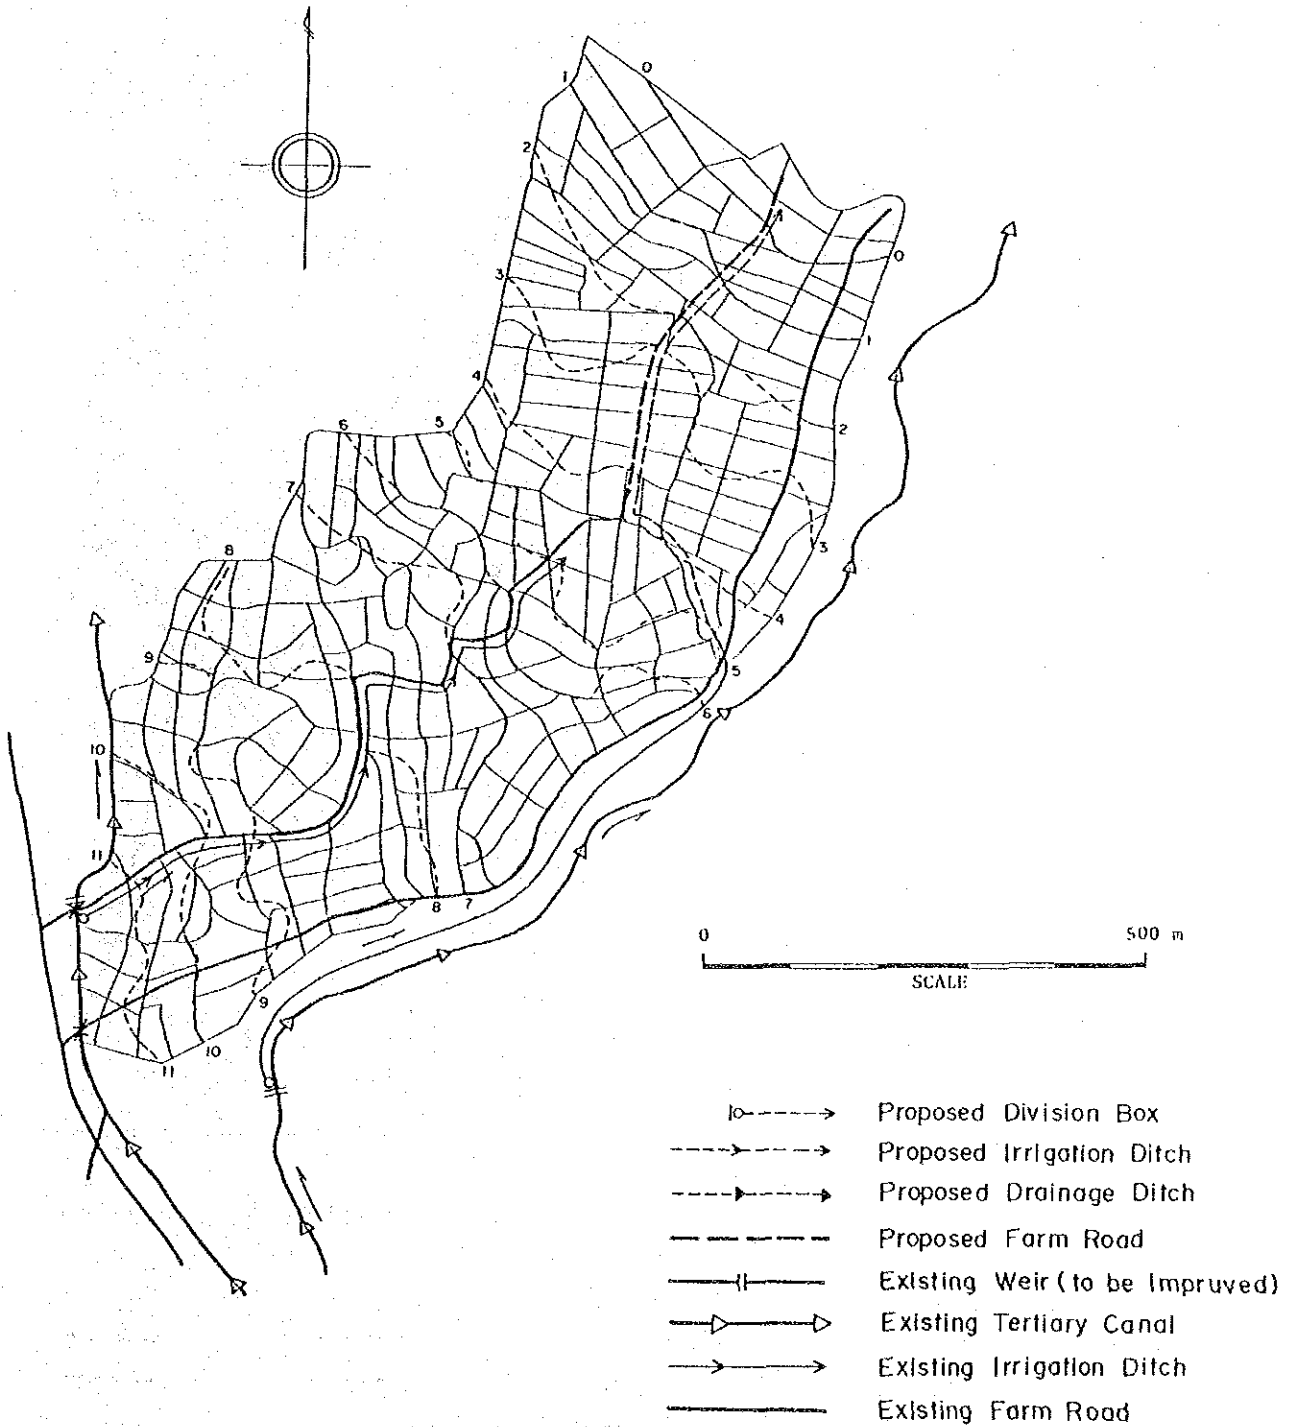 0
1
2
3
0
1
4
5
6
2
7
3
8
4
9
5
6
10
11
8 7
9
10
11
0 500 m
SCALE
Proposed Division Box
Proposed Irrigation Ditch
Proposed Drainage Ditch
Proposed Farm Road
Existing Weir (to be Impruved)
Existing Tertiary Canal
Existing Irrigation Ditch
Existing Farm Road